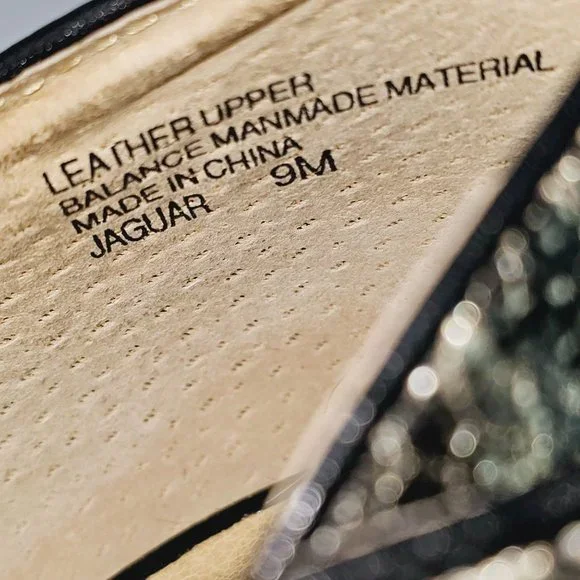 LEATHER UPPER
BALANCE MANMADE MATERIAL
MADE IN CHINA
JAGUAR 9M